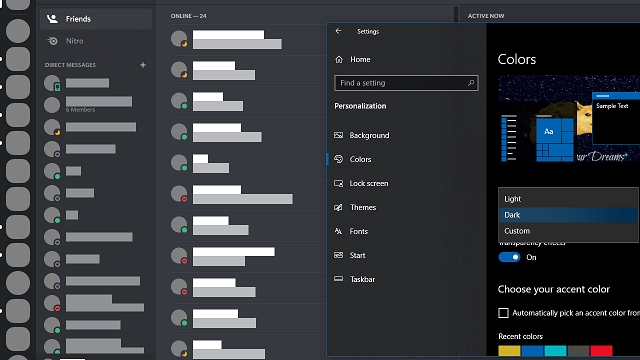 Friends
Nitro
DIRECT MESSAGES
+
6 Members
ONLINE — 24
ACTIVE NOW
Settings
Home
Find a setting
Personalization
Background
Colors
Lock screen
Themes
Fonts
Start
Taskbar
Colors
Sample Text
Aa
our Dreams"
Light
Dark
Custom
Transparency effects
On
Choose your accent color
Automatically pick an accent color from
Recent colors